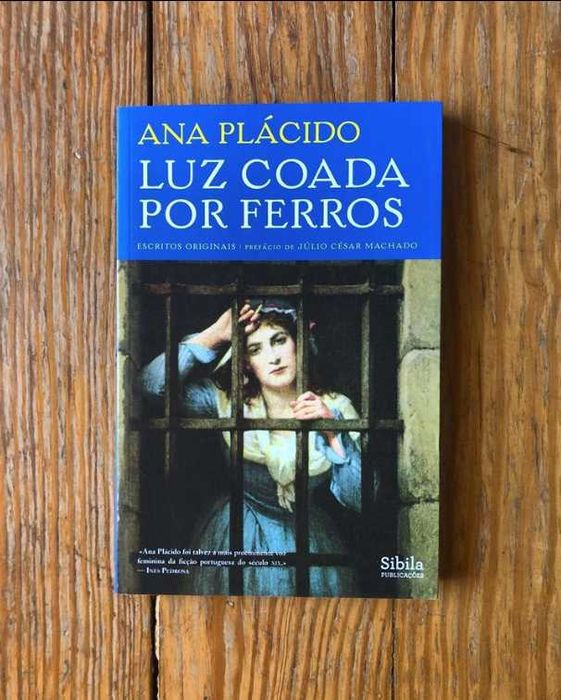 ANA PLÁCIDO
LUZ COADA
POR FERROS
ESCRITOS ORIGINAIS | PREFÁCIO DE JÚLIO CÉSAR MACHADO
«Ana Plácido foi talvez a mais proeminente voz
feminina da ficção portuguesa do século XIX.»
— INÊS PEDROSA
Sibila
PUBLICAÇÕES